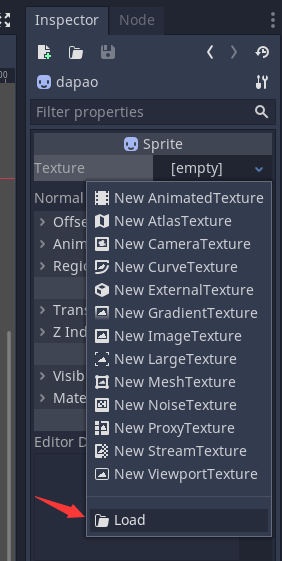 Inspector Node
00
dapao
Filter properties
Sprite
Texture [empty]
Normal
New AnimatedTexture
New AtlasTexture
Offse
New CameraTexture
Anim
New CurveTexture
Regio
New ExternalTexture
New GradientTexture
Trans
New ImageTexture
Z Ind
New LargeTexture
New MeshTexture
Visib
New NoiseTexture
Mate
New ProxyTexture
Editor D
New StreamTexture
New ViewportTexture
Load